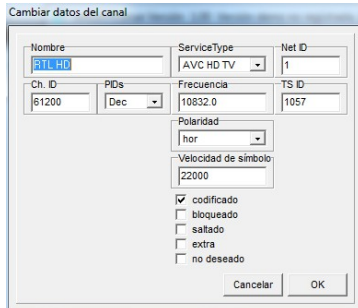 Cambiar datos del canal
Nombre ServiceType Net ID
RTL HD AVC HD TV 1
Ch. ID PIDs Frecuencia TS ID
61200 Dec 10832.0 1057
Polaridad
hor
Velocidad de símbolo
22000
codificado
bloqueado
saltado
extra
no deseado
Cancelar OK